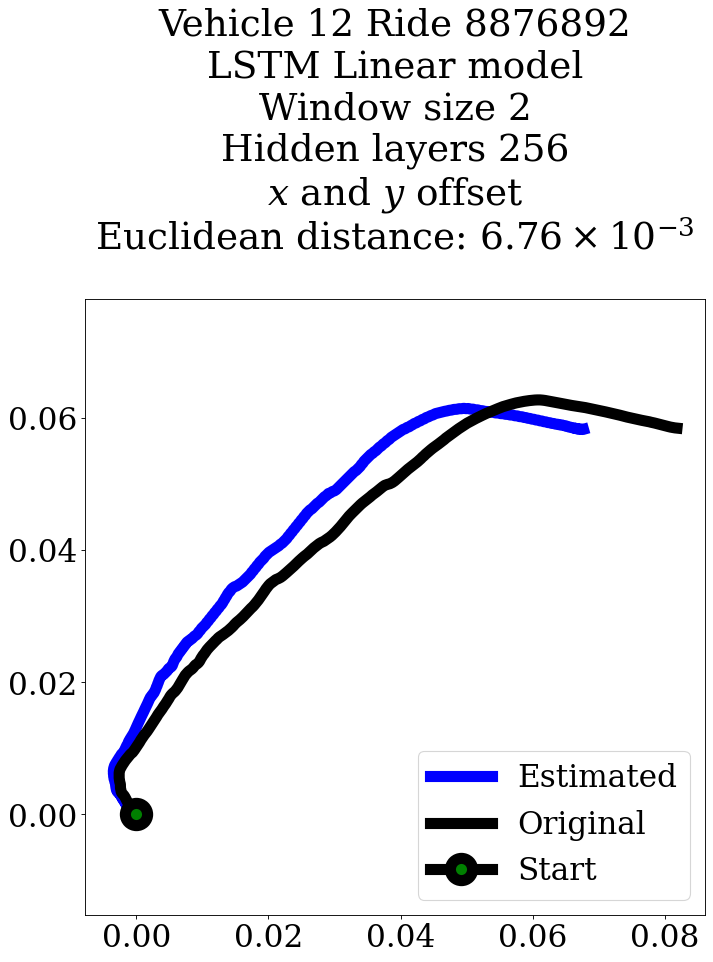 Vehicle 12 Ride 8876892
LSTM Linear model
Window size 2
Hidden layers 256
x and y offset
Euclidean distance: 6.76 × 10⁻³
0.06
0.04
0.02
0.00
Estimated
Original
Start
0.00 0.02 0.04 0.06 0.08